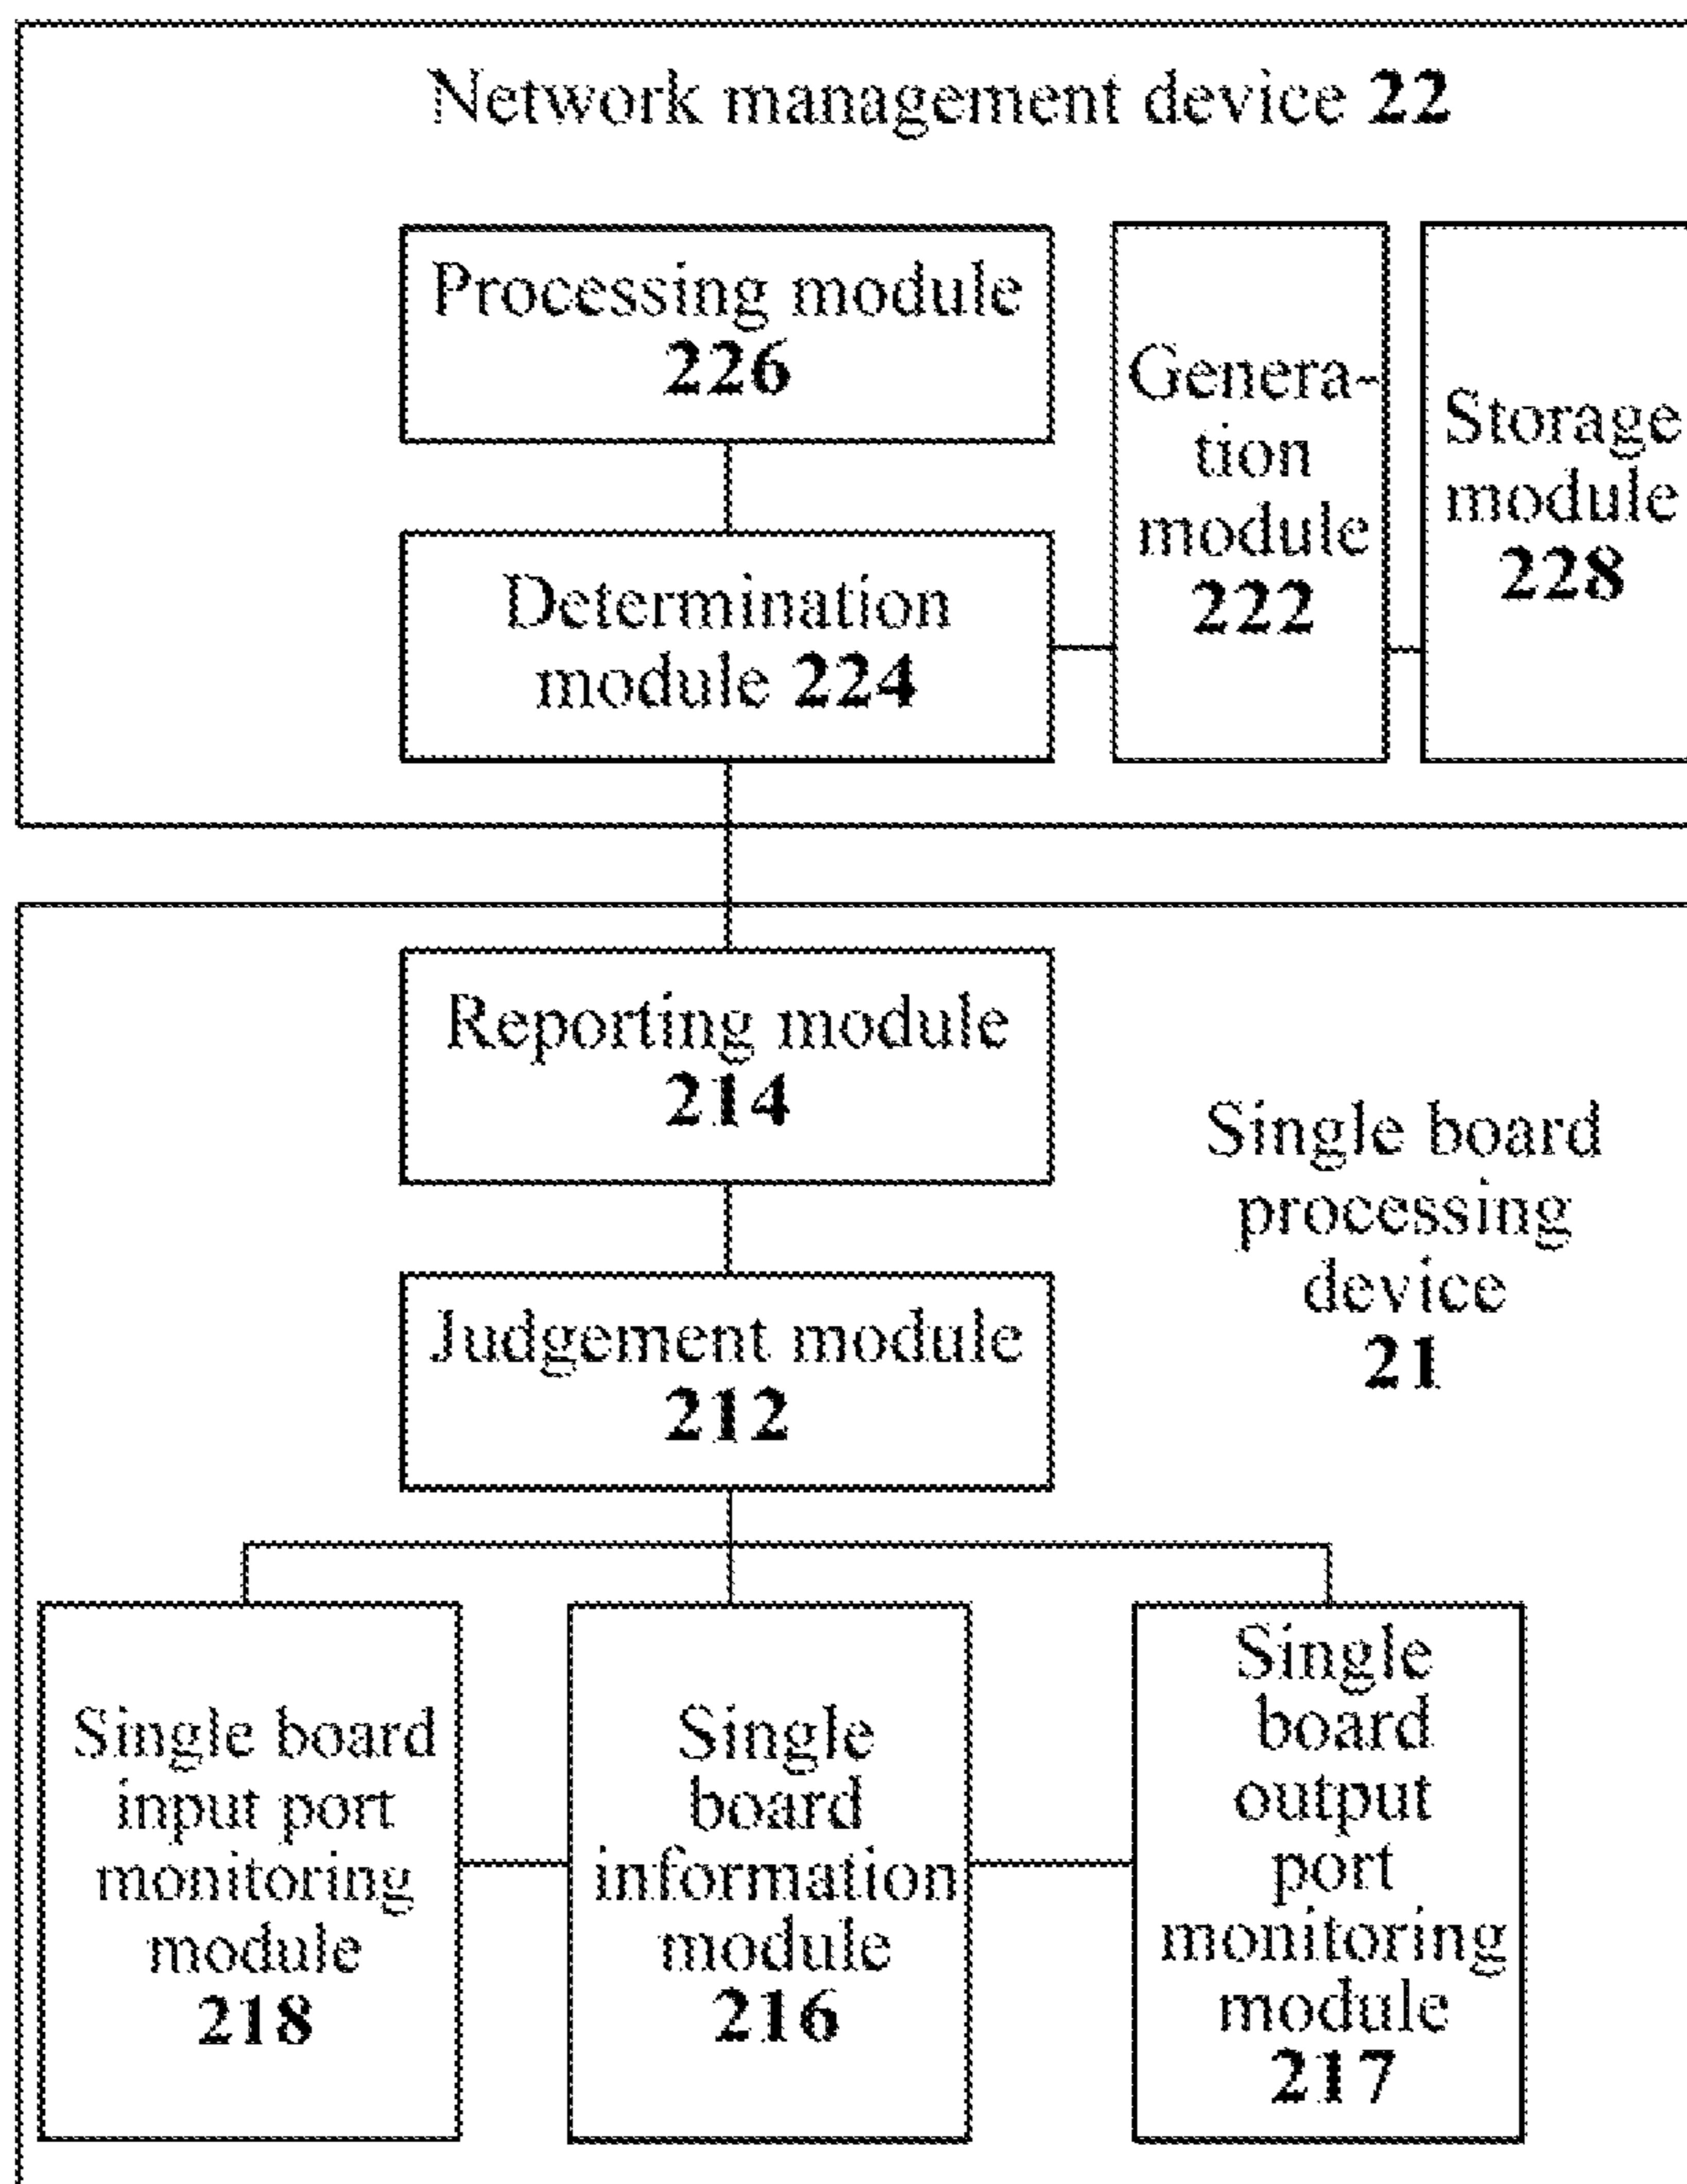 Network management device 22
Processing module
226
Determination
module 224
Genera-
tion
module
222
Storage
module
228
Reporting module
214
Single board
processing
device
21
Judgement module
212
Single board
input port
monitoring
module
218
Single
board
information
module
216
Single
board
output
port
monitoring
module
217